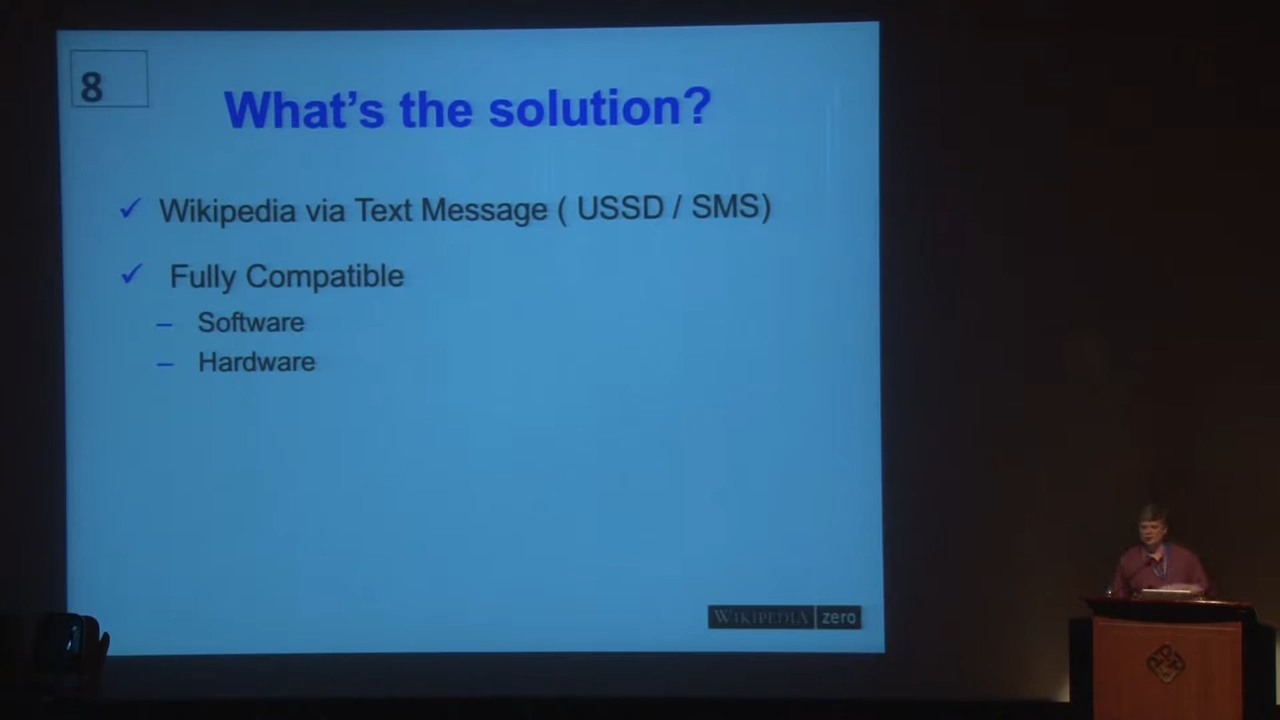 8
What's the solution?
✓ Wikipedia via Text Message ( USSD / SMS)
✓ Fully Compatible
– Software
– Hardware
WIKIPEDIA zero